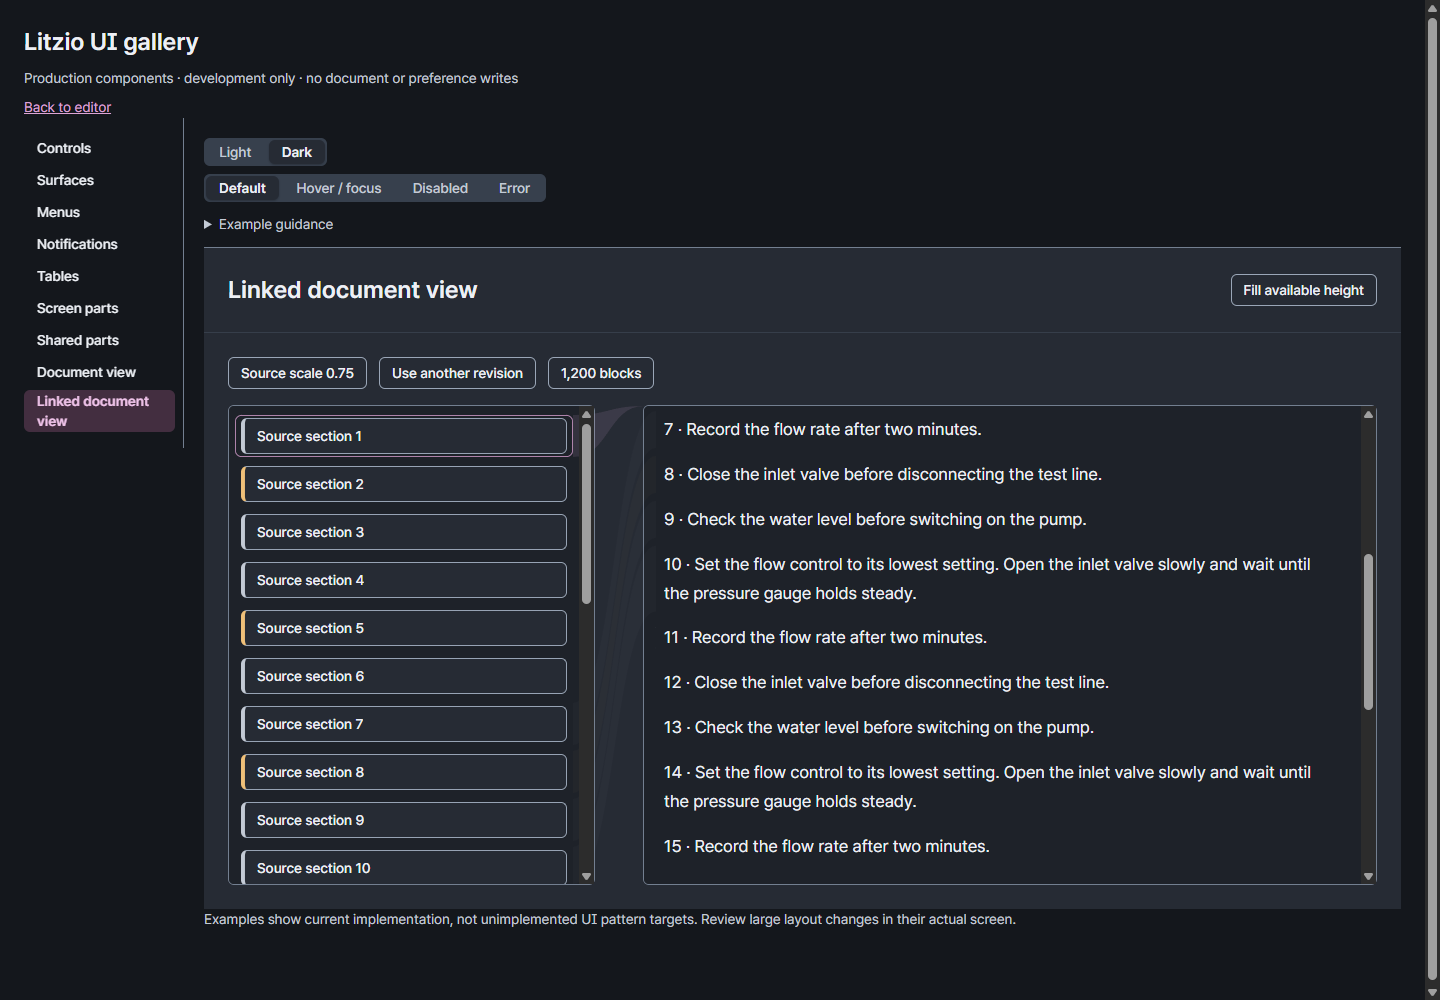 Litzio UI gallery
Production components · development only · no document or preference writes
Back to editor
Controls
Surfaces
Menus
Notifications
Tables
Screen parts
Shared parts
Document view
Linked document
view
Light
Dark
Default
Hover / focus
Disabled
Error
Example guidance
Linked document view
Fill available height
Source scale 0.75
Use another revision
1,200 blocks
Source section 1
Source section 2
Source section 3
Source section 4
Source section 5
Source section 6
Source section 7
Source section 8
Source section 9
Source section 10
7 · Record the flow rate after two minutes.
8 · Close the inlet valve before disconnecting the test line.
9 · Check the water level before switching on the pump.
10 · Set the flow control to its lowest setting. Open the inlet valve slowly and wait until
the pressure gauge holds steady.
11 · Record the flow rate after two minutes.
12 · Close the inlet valve before disconnecting the test line.
13 · Check the water level before switching on the pump.
14 · Set the flow control to its lowest setting. Open the inlet valve slowly and wait until
the pressure gauge holds steady.
15 · Record the flow rate after two minutes.
Examples show current implementation, not unimplemented UI pattern targets. Review large layout changes in their actual screen.